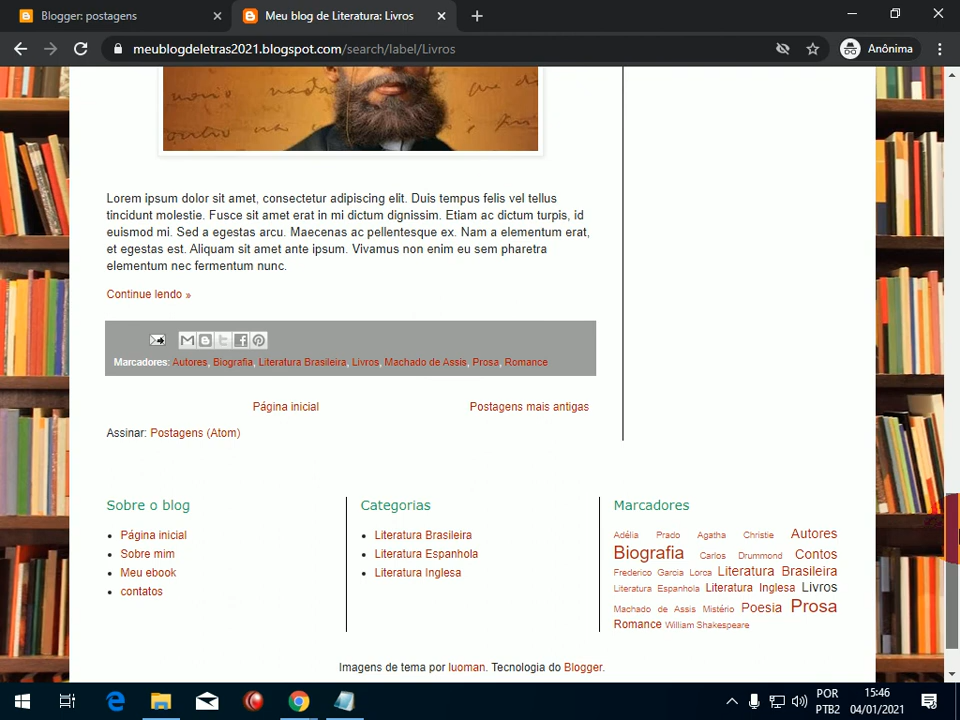 Blogger: postagens
Meu blog de Literatura: Livros
meublogdeletras2021.blogspot.com/search/label/Livros
Anônima
Lorem ipsum dolor sit amet, consectetur adipiscing elit. Duis tempus felis vel tellus
tincidunt molestie. Fusce sit amet erat in mi dictum dignissim. Etiam ac dictum turpis, id
euismod mi. Sed a egestas arcu. Maecenas ac pellentesque ex. Nam a elementum erat,
et egestas est. Aliquam sit amet ante ipsum. Vivamus non enim eu sem pharetra
elementum nec fermentum nunc.
Continue lendo »
Marcadores: Autores, Biografia, Literatura Brasileira, Livros, Machado de Assis, Prosa, Romance
Página inicial
Postagens mais antigas
Assinar: Postagens (Atom)
Sobre o blog
Página inicial
Sobre mim
Meu ebook
contatos
Categorias
Literatura Brasileira
Literatura Espanhola
Literatura Inglesa
Marcadores
Adélia Prado Agatha Christie Autores
Biografia Carlos Drummond Contos
Frederico Garcia Lorca Literatura Brasileira
Literatura Espanhola Literatura Inglesa Livros
Machado de Assis Mistério Poesia Prosa
Romance William Shakespeare
Imagens de tema por luoman. Tecnologia do Blogger.
POR
PTB2
15:46
04/01/2021